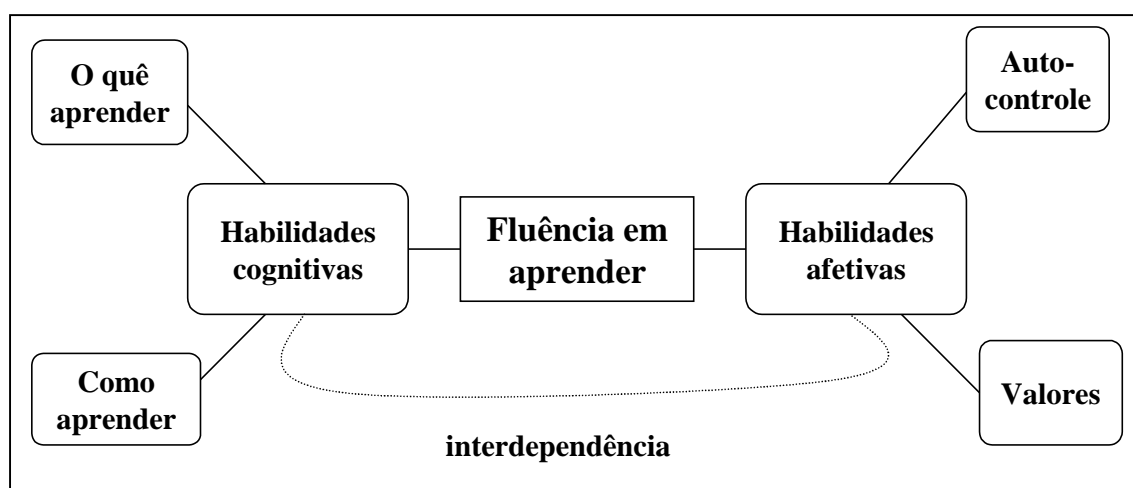 O quê
aprender
Auto-
controle
Habilidades
cognitivas
Fluência em
aprender
Habilidades
afetivas
Como
aprender
Valores
interdependência